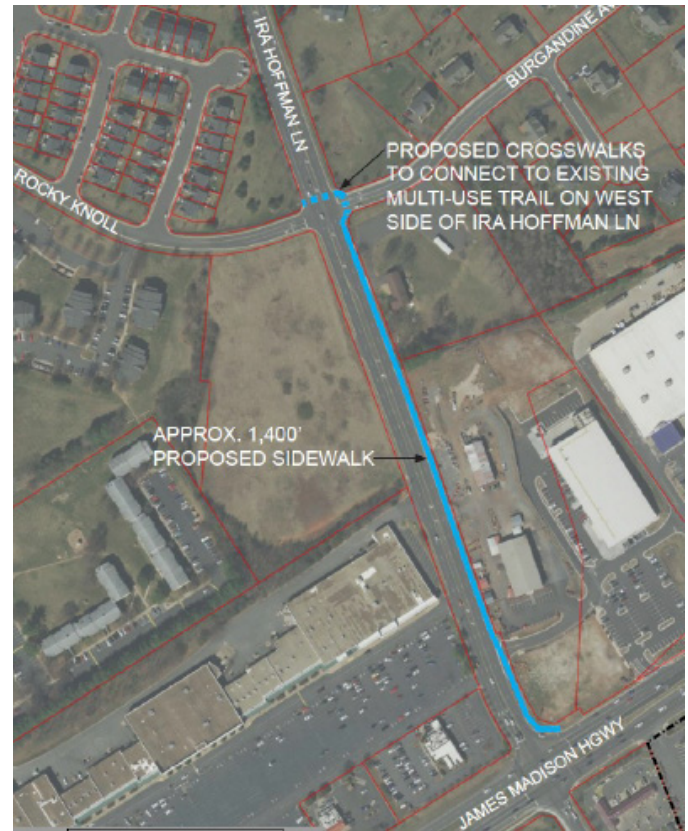 IRA HOFFMAN LN
BURGANDINE AV
PROPOSED CROSSWALKS
TO CONNECT TO EXISTING
MULTI-USE TRAIL ON WEST
SIDE OF IRA HOFFMAN LN
ROCKY KNOLL
APPROX. 1,400'
PROPOSED SIDEWALK
JAMES MADISON HGWY